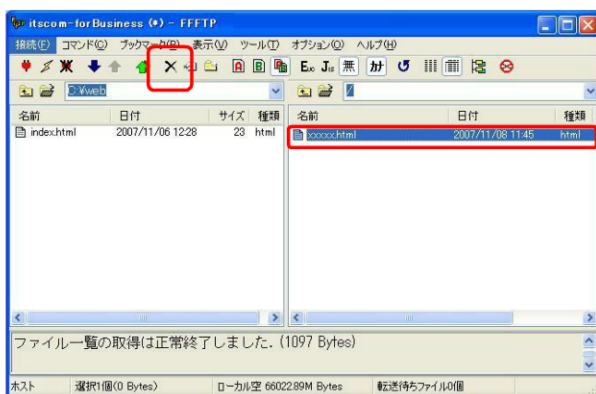 itscom-forBusiness (*) - FFFTP
接続(F) コマンド(C) ブックマーク(B) 表示(V) ツール(T) オプション(O) ヘルプ(H)
A B Euc Jis 無 カナ
D:¥web /
名前 日付 サイズ 種類 名前 日付 種類
index.html 2007/11/06 12:28 23 html xxxxx.html 2007/11/08 11:45 html
ファイル一覧の取得は正常終了しました. (1097 Bytes)
ホスト 選択1個(0 Bytes) ローカル空 66022.89M Bytes 転送待ちファイル0個